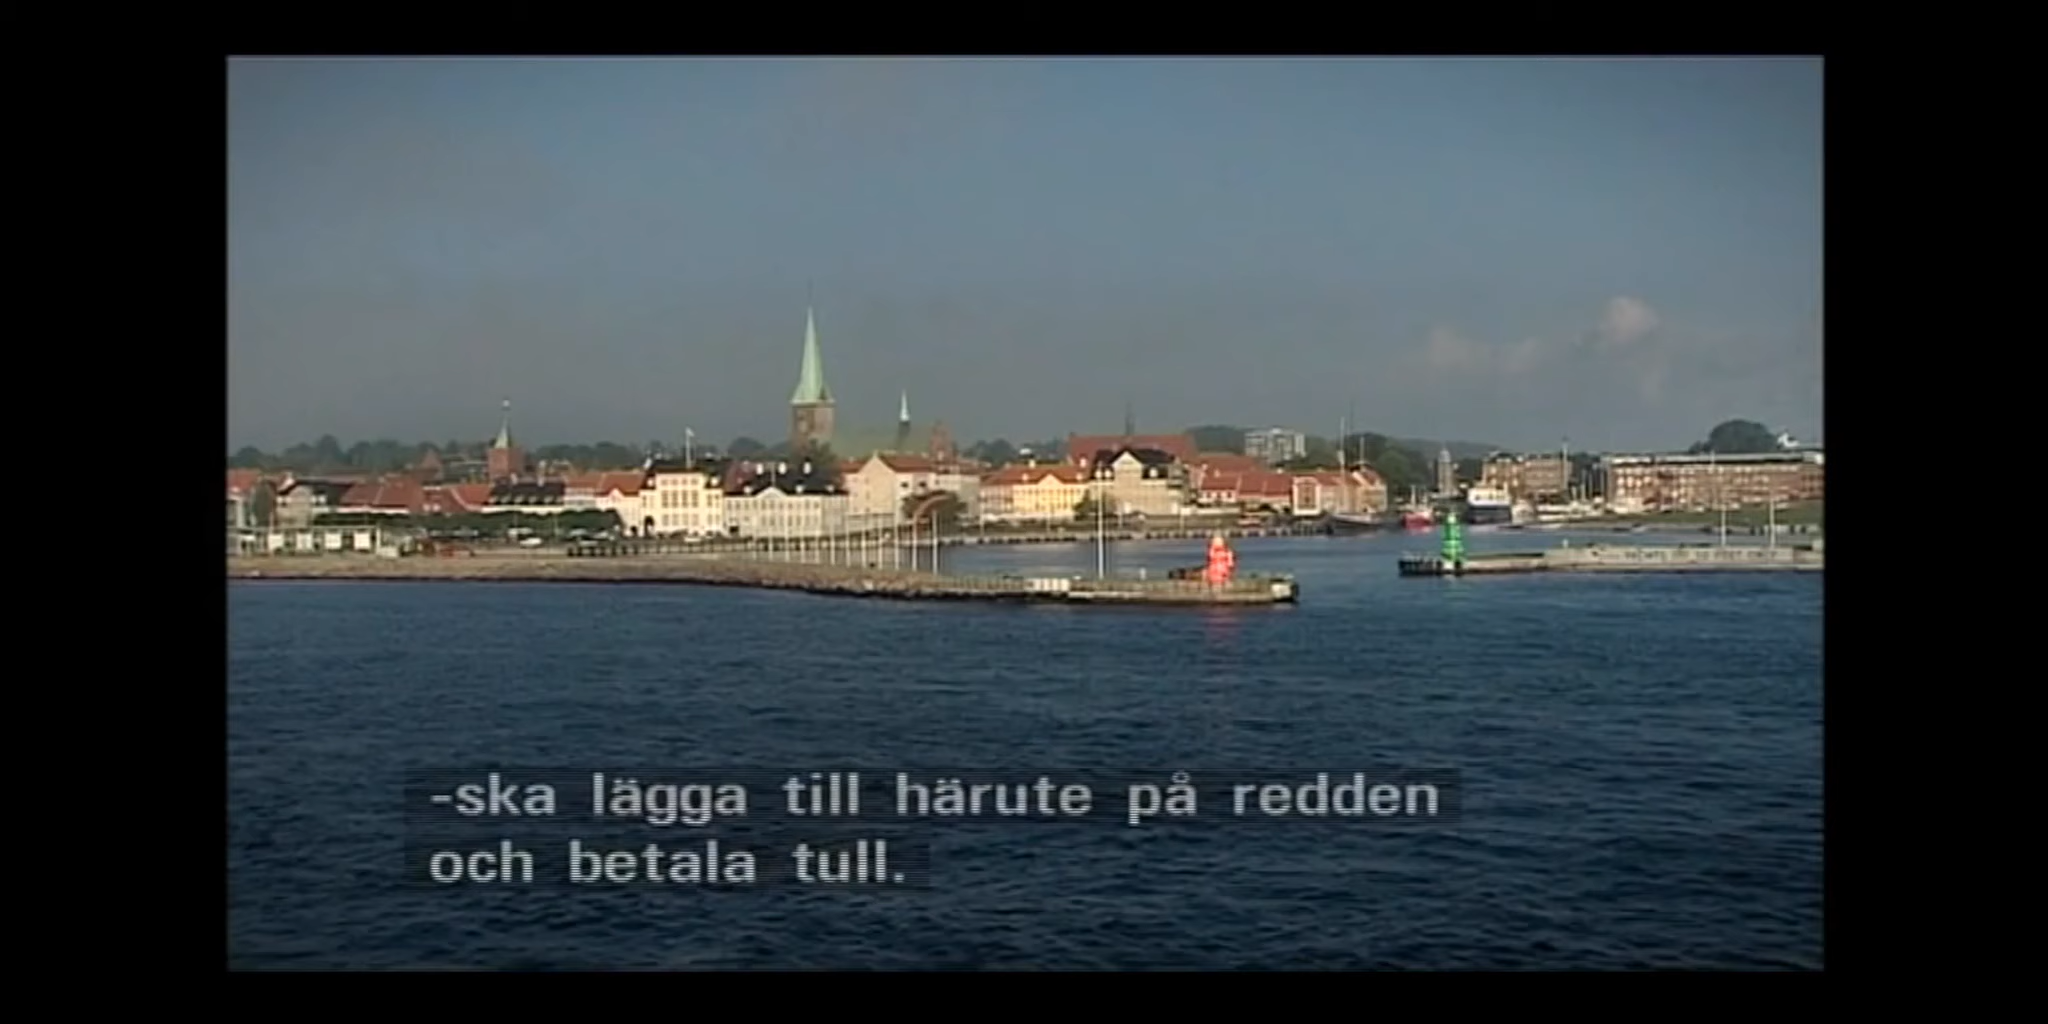 -ska lägga till härute på redden
och betala tull.